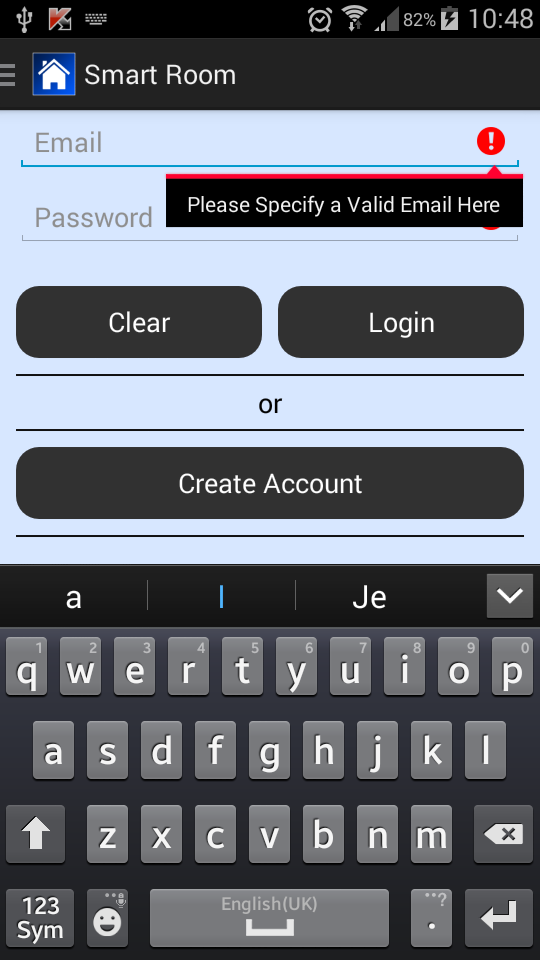 82% 10:48
Smart Room
Email
Please Specify a Valid Email Here
Password
Clear Login
or
Create Account
a I Je
1 2 3 4 5 6 7 8 9 0
q w e r t y u i o p
a s d f g h j k l
z x c v b n m
123
Sym
English(UK)
?
.